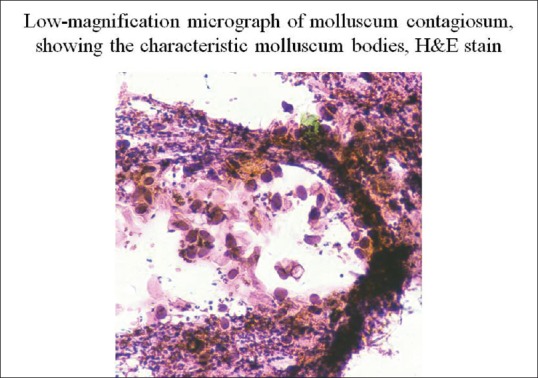 Low-magnification micrograph of molluscum contagiosum,
showing the characteristic molluscum bodies, H&E stain